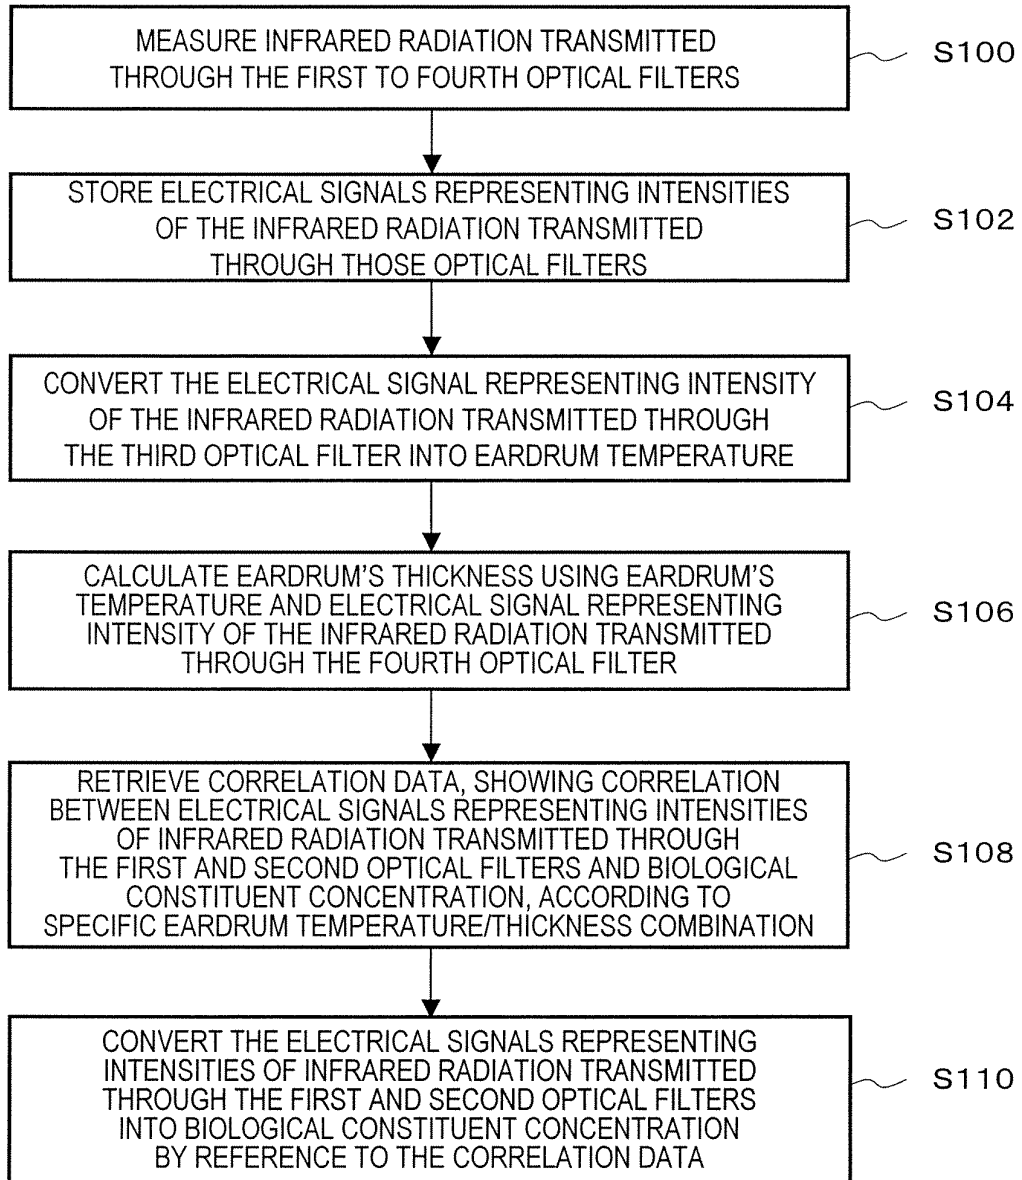 MEASURE INFRARED RADIATION TRANSMITTED
THROUGH THE FIRST TO FOURTH OPTICAL FILTERS
S100
STORE ELECTRICAL SIGNALS REPRESENTING INTENSITIES
OF THE INFRARED RADIATION TRANSMITTED
THROUGH THOSE OPTICAL FILTERS
S102
CONVERT THE ELECTRICAL SIGNAL REPRESENTING INTENSITY
OF THE INFRARED RADIATION TRANSMITTED THROUGH
THE THIRD OPTICAL FILTER INTO EARDRUM TEMPERATURE
S104
CALCULATE EARDRUM'S THICKNESS USING EARDRUM'S
TEMPERATURE AND ELECTRICAL SIGNAL REPRESENTING
INTENSITY OF THE INFRARED RADIATION TRANSMITTED
THROUGH THE FOURTH OPTICAL FILTER
S106
RETRIEVE CORRELATION DATA, SHOWING CORRELATION
BETWEEN ELECTRICAL SIGNALS REPRESENTING INTENSITIES
OF INFRARED RADIATION TRANSMITTED THROUGH
THE FIRST AND SECOND OPTICAL FILTERS AND BIOLOGICAL
CONSTITUENT CONCENTRATION, ACCORDING TO
SPECIFIC EARDRUM TEMPERATURE/THICKNESS COMBINATION
S108
CONVERT THE ELECTRICAL SIGNALS REPRESENTING
INTENSITIES OF INFRARED RADIATION TRANSMITTED
THROUGH THE FIRST AND SECOND OPTICAL FILTERS
INTO BIOLOGICAL CONSTITUENT CONCENTRATION
BY REFERENCE TO THE CORRELATION DATA
S110